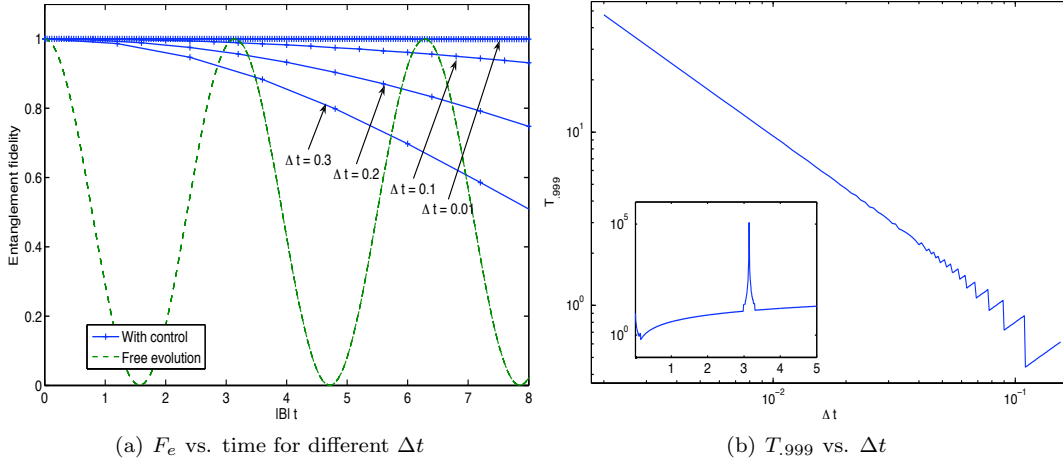 1
0.8
0.6
0.4
0.2
0
Entanglement fidelity
Δ t = 0.3
Δ t = 0.2
Δ t = 0.1
Δ t = 0.01
With control
Free evolution
0 1 2 3 4 5 6 7 8
|B| t
(a) Fe vs. time for different Δt
10^1
10^0
T.999
10^5
10^0
1 2 3 4 5
10^−2 10^−1
Δ t
(b) T.999 vs. Δt